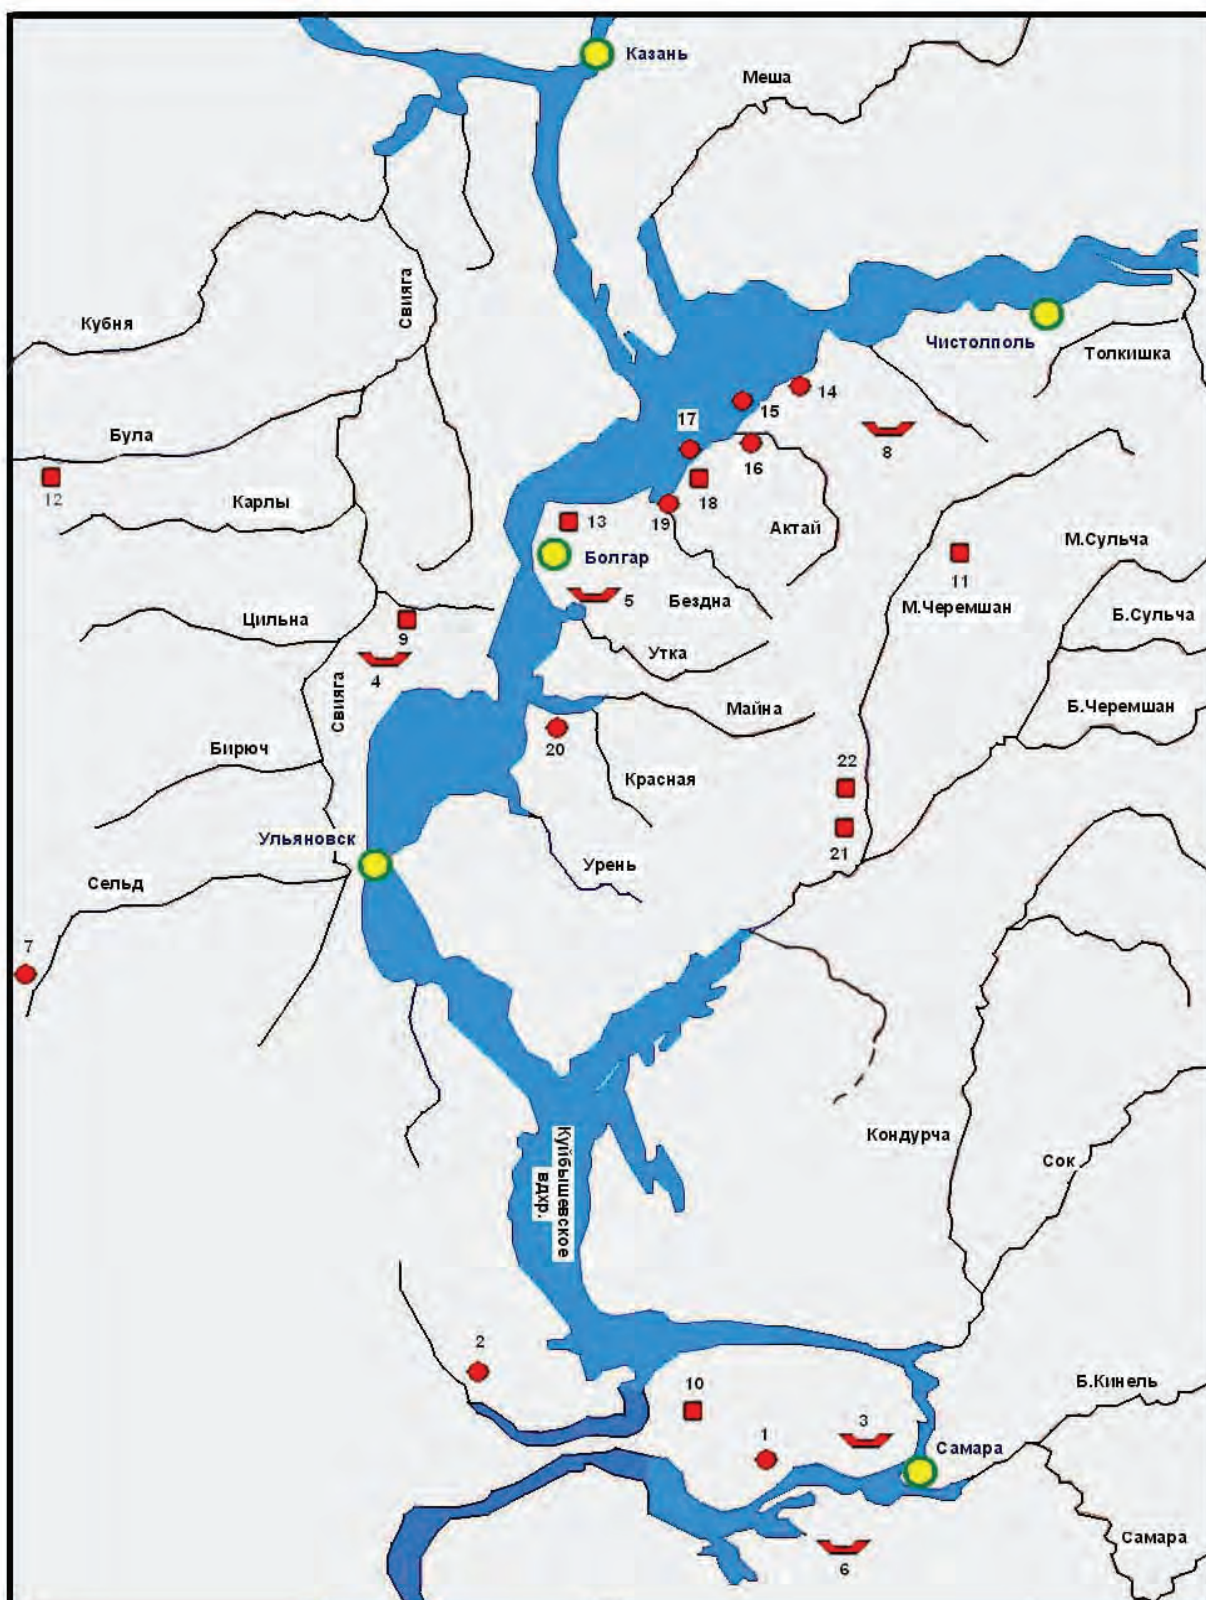 Казань
Меша
Свияга
Кубня
Чистолполь
Толкишка
14
15
17
Була
16
8
12
Карлы
18
19
13
Актай
М.Сульча
Болгар
11
5
Бездна
М.Черемшан
Б.Сульча
Цильна
9
Утка
4
Свияга
Майна
Б.Черемшан
20
Бирюч
22
Красная
Ульяновск
21
Урень
Сельд
7
Кондурча
Куйбышевское
вдхр.
Сок
2
Б.Кинель
10
3
1
Самара
Самара
6